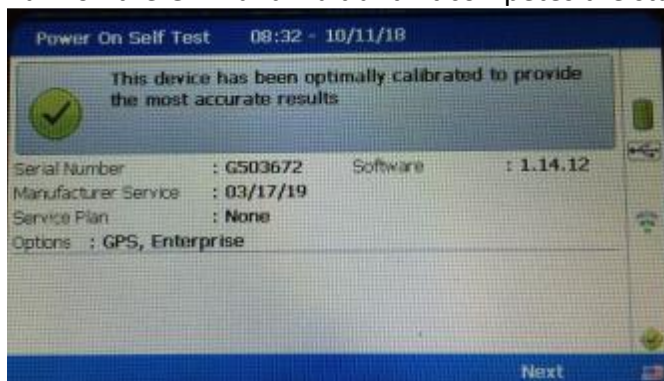 Power On Self Test 08:32 - 10/11/18
This device has been optimally calibrated to provide
the most accurate results
Serial Number : G503672 Software : 1.14.12
Manufacturer Service : 03/17/19
Service Plan : None
Options : GPS, Enterprise
Next